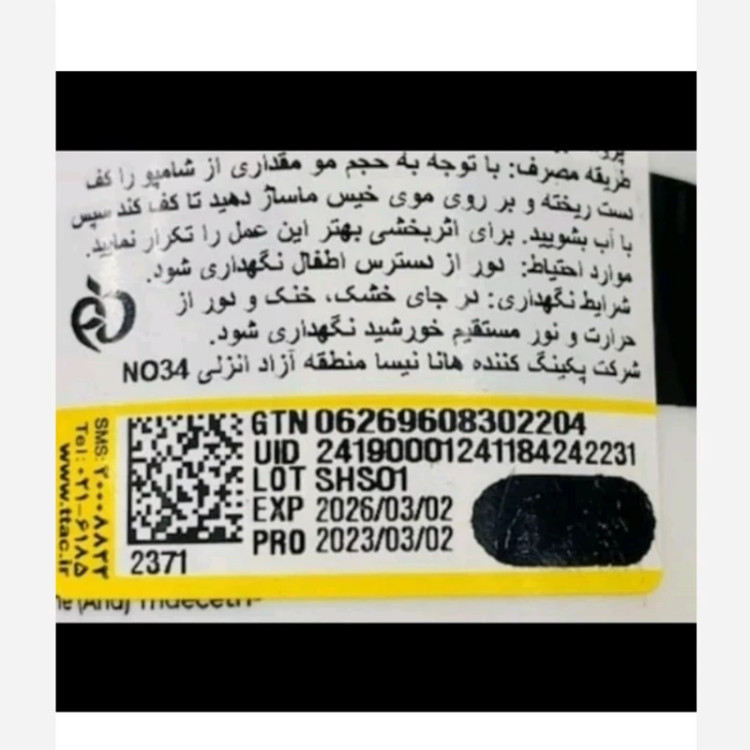 طریقه مصرف: با توجه به حجم مو مقداری از شامپو را کف
دست ریخته و بر روی موی خیس ماساژ دهید تا کف کند سپس
با آب بشویید. برای اثربخشی بهتر این عمل را تکرار نمایید.
موارد احتیاط: دور از دسترس اطفال نگهداری شود.
شرایط نگهداری: در جای خشک، خنک و دور از
حرارت و نور مستقیم خورشید نگهداری شود.
شرکت پکینگ کننده هانا نیسا منطقه آزاد انزلی NO34
GTN 06269608302204
UID 24190001241184242231
LOT SHS01
EXP 2026/03/02
PRO 2023/03/02
2371
SMS: ۲۰۰۰۸۸۲۲
Tel: ۰۲۱-۶۱۸۵
www.ttac.ir